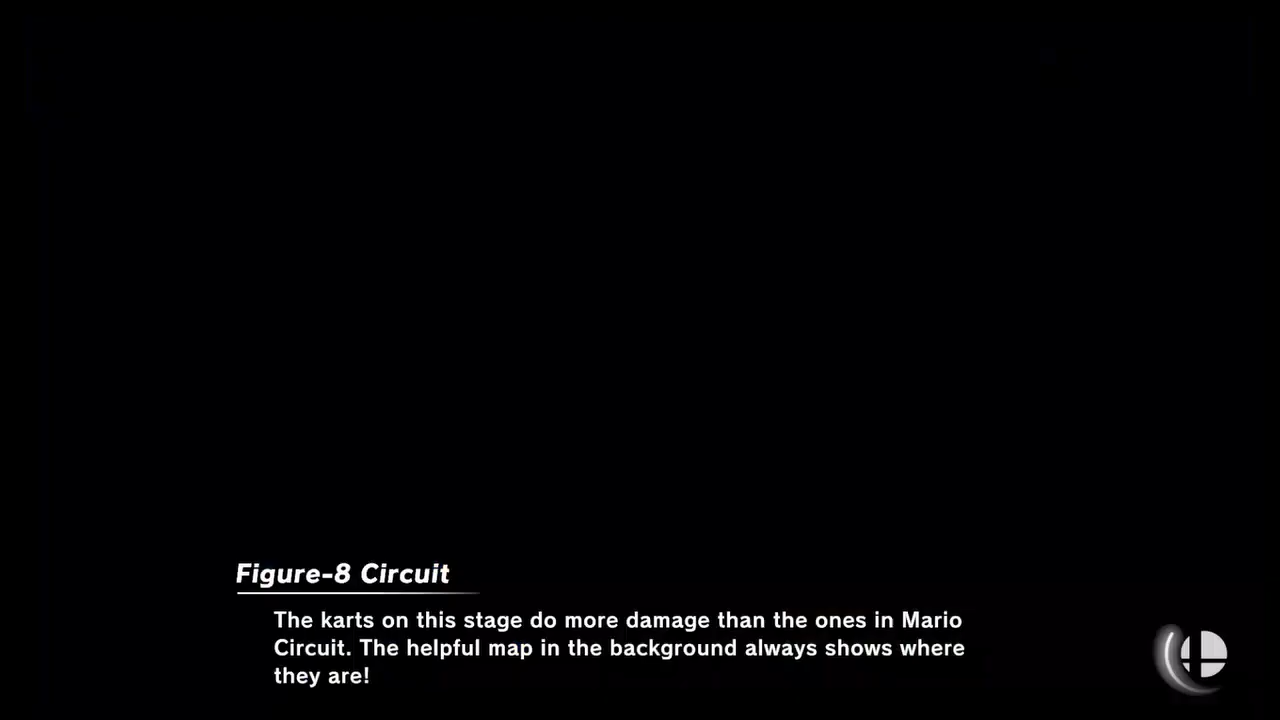 Figure-8 Circuit
The karts on this stage do more damage than the ones in Mario
Circuit. The helpful map in the background always shows where
they are!